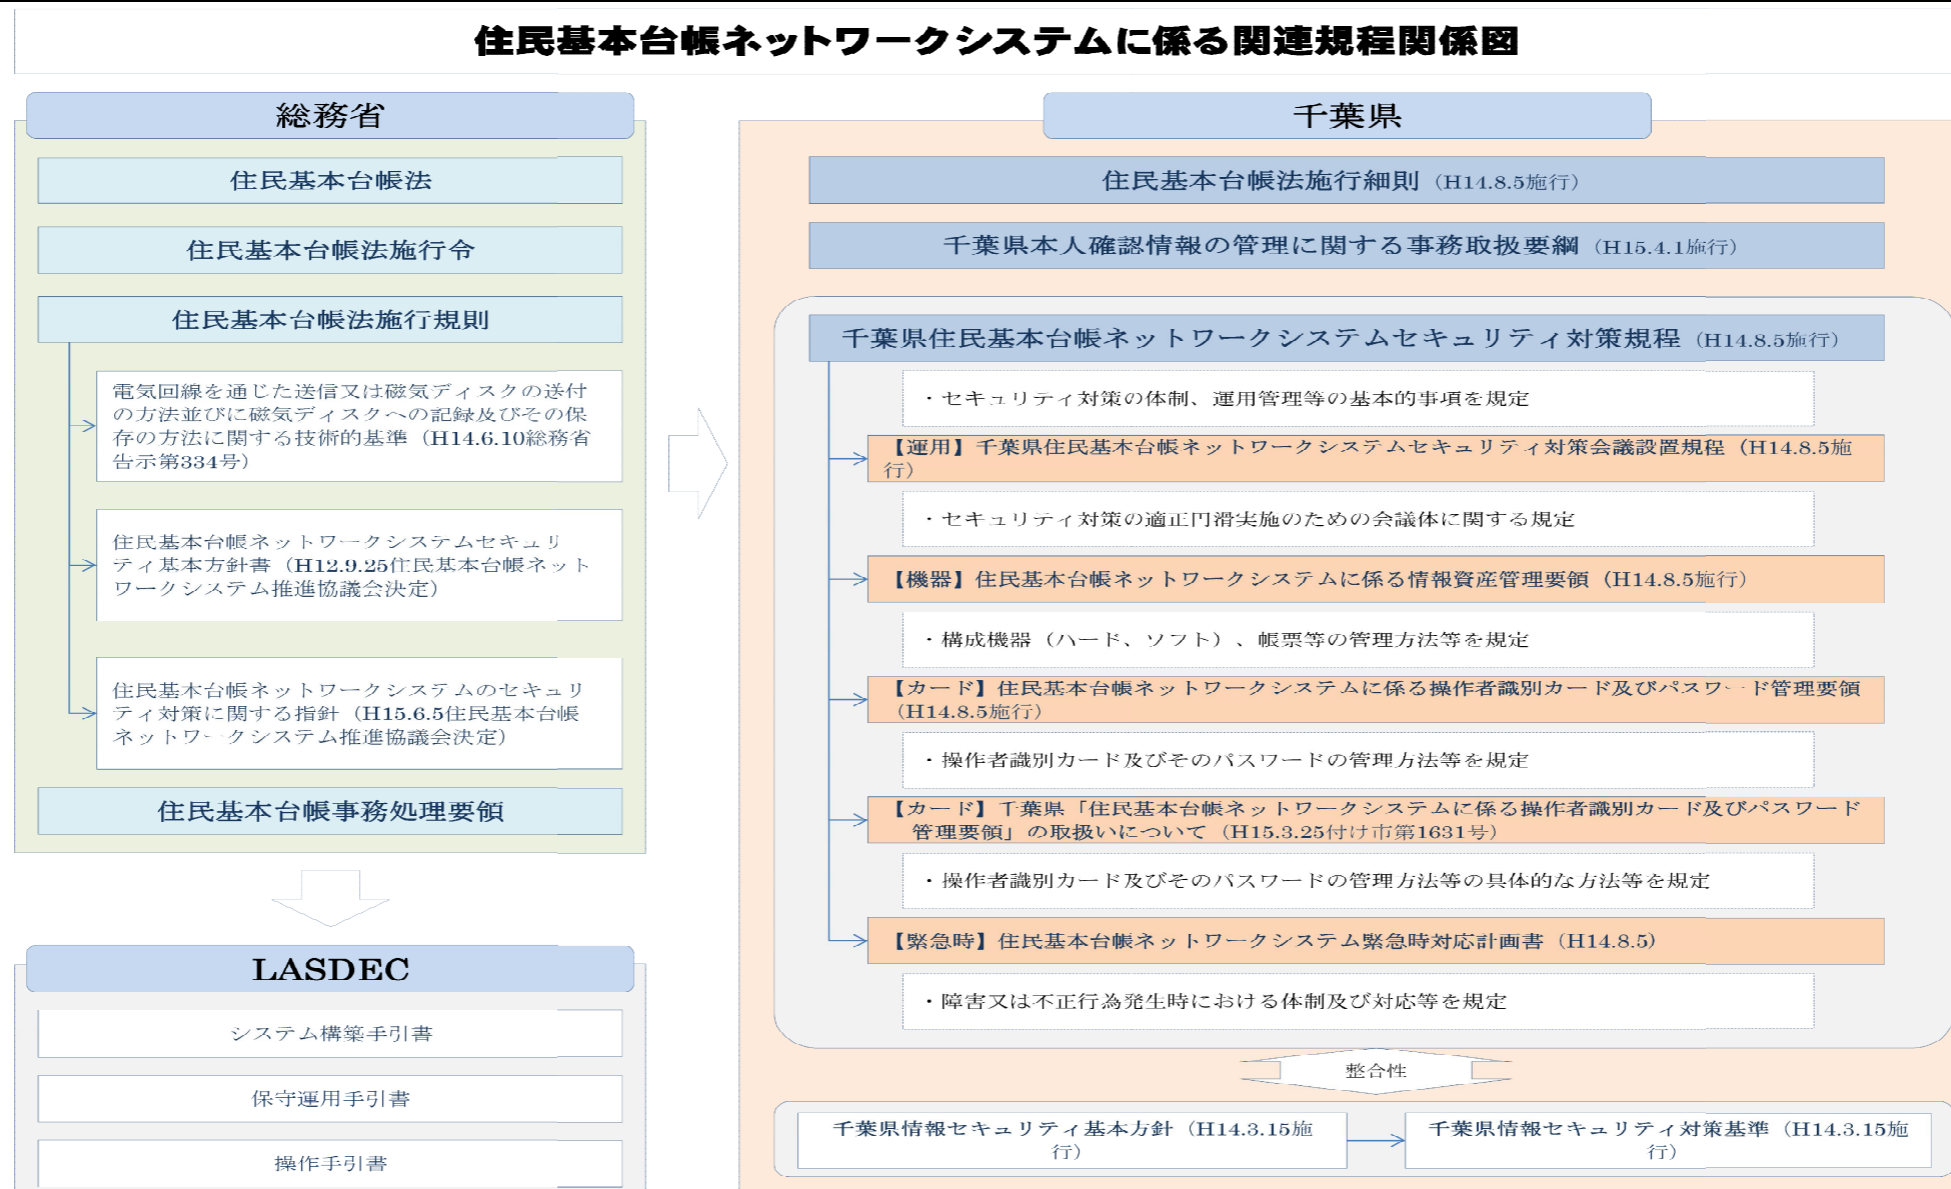 住民基本台帳ネットワークシステムに係る関連規程関係図
総務省
住民基本台帳法
住民基本台帳法施行令
住民基本台帳法施行規則
電気回線を通じた送信又は磁気ディスクの送付
の方法並びに磁気ディスクへの記録及びその保
存の方法に関する技術的基準（H14.6.10総務省
告示第334号）
住民基本台帳ネットワークシステムセキュリ
ティ基本方針書（H12.9.25住民基本台帳ネット
ワークシステム推進協議会決定）
住民基本台帳ネットワークシステムのセキュリ
ティ対策に関する指針（H15.6.5住民基本台帳
ネットワークシステム推進協議会決定）
住民基本台帳事務処理要領
LASDEC
システム構築手引書
保守運用手引書
操作手引書
千葉県
住民基本台帳法施行細則（H14.8.5施行）
千葉県本人確認情報の管理に関する事務取扱要綱（H15.4.1施行）
千葉県住民基本台帳ネットワークシステムセキュリティ対策規程（H14.8.5施行）
・セキュリティ対策の体制、運用管理等の基本的事項を規定
【運用】千葉県住民基本台帳ネットワークシステムセキュリティ対策会議設置規程（H14.8.5施
行）
・セキュリティ対策の適正円滑実施のための会議体に関する規定
【機器】住民基本台帳ネットワークシステムに係る情報資産管理要領（H14.8.5施行）
・構成機器（ハード、ソフト）、帳票等の管理方法等を規定
【カード】住民基本台帳ネットワークシステムに係る操作者識別カード及びパスワード管理要領
（H14.8.5施行）
・操作者識別カード及びそのパスワードの管理方法等を規定
【カード】千葉県「住民基本台帳ネットワークシステムに係る操作者識別カード及びパスワード
管理要領」の取扱いについて（H15.3.25付け市第1631号）
・操作者識別カード及びそのパスワードの管理方法等の具体的な方法等を規定
【緊急時】住民基本台帳ネットワークシステム緊急時対応計画書（H14.8.5）
・障害又は不正行為発生時における体制及び対応等を規定
整合性
千葉県情報セキュリティ基本方針（H14.3.15施
行）
千葉県情報セキュリティ対策基準（H14.3.15施
行）